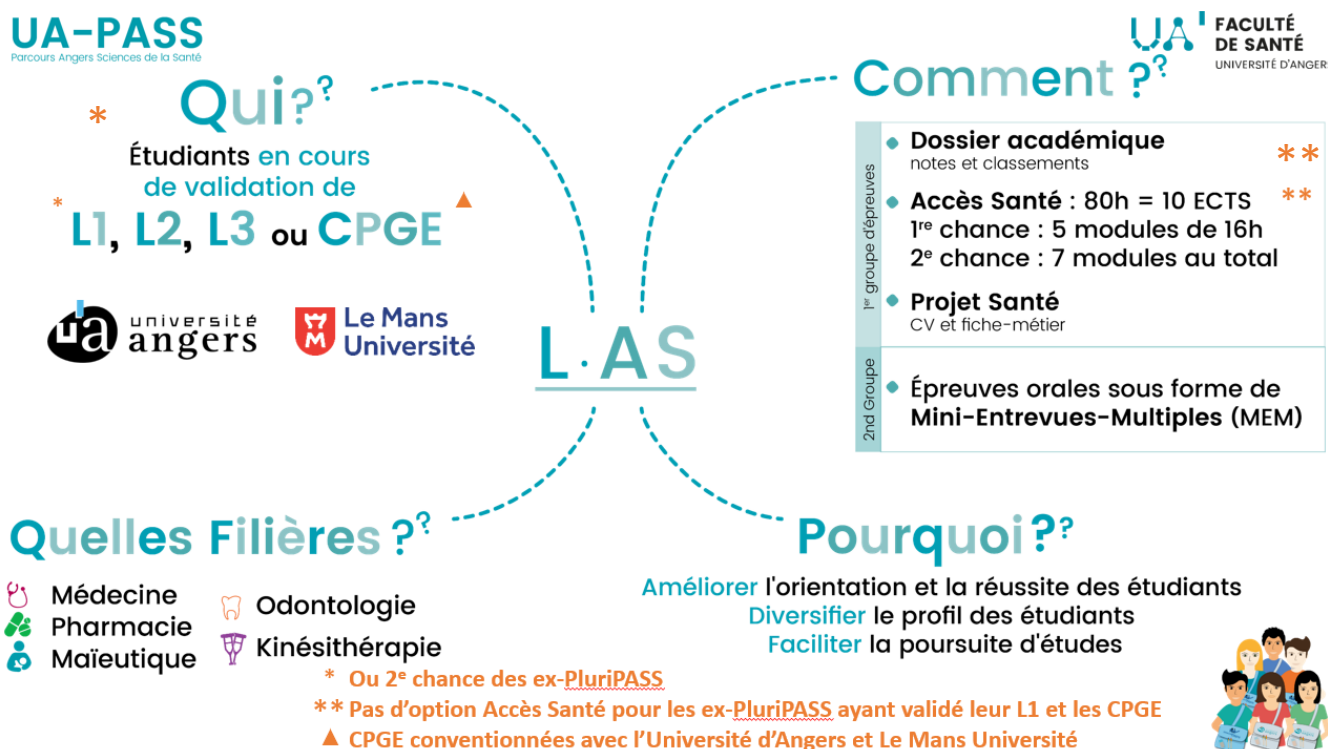 UA-PASS
Parcours Angers Sciences de la Santé
UA'
FACULTÉ
DE SANTÉ
UNIVERSITÉ D'ANGERS
Qui??
*
Étudiants en cours
de validation de
*
L1, L2, L3 ou CPGE
▲
ua
université
angers
Le Mans
Université
Comment ??
1er groupe d'épreuves
Dossier académique
notes et classements
**
Accès Santé : 80h = 10 ECTS
**
1re chance : 5 modules de 16h
2e chance : 7 modules au total
Projet Santé
CV et fiche-métier
2nd Groupe
Épreuves orales sous forme de
Mini-Entrevues-Multiples (MEM)
L·AS
Quelles Filières ??
Médecine
Pharmacie
Maïeutique
Odontologie
Kinésithérapie
Pourquoi??
Améliorer l'orientation et la réussite des étudiants
Diversifier le profil des étudiants
Faciliter la poursuite d'études
* Ou 2e chance des ex-PluriPASS
** Pas d'option Accès Santé pour les ex-PluriPASS ayant validé leur L1 et les CPGE
▲ CPGE conventionnées avec l'Université d'Angers et Le Mans Université